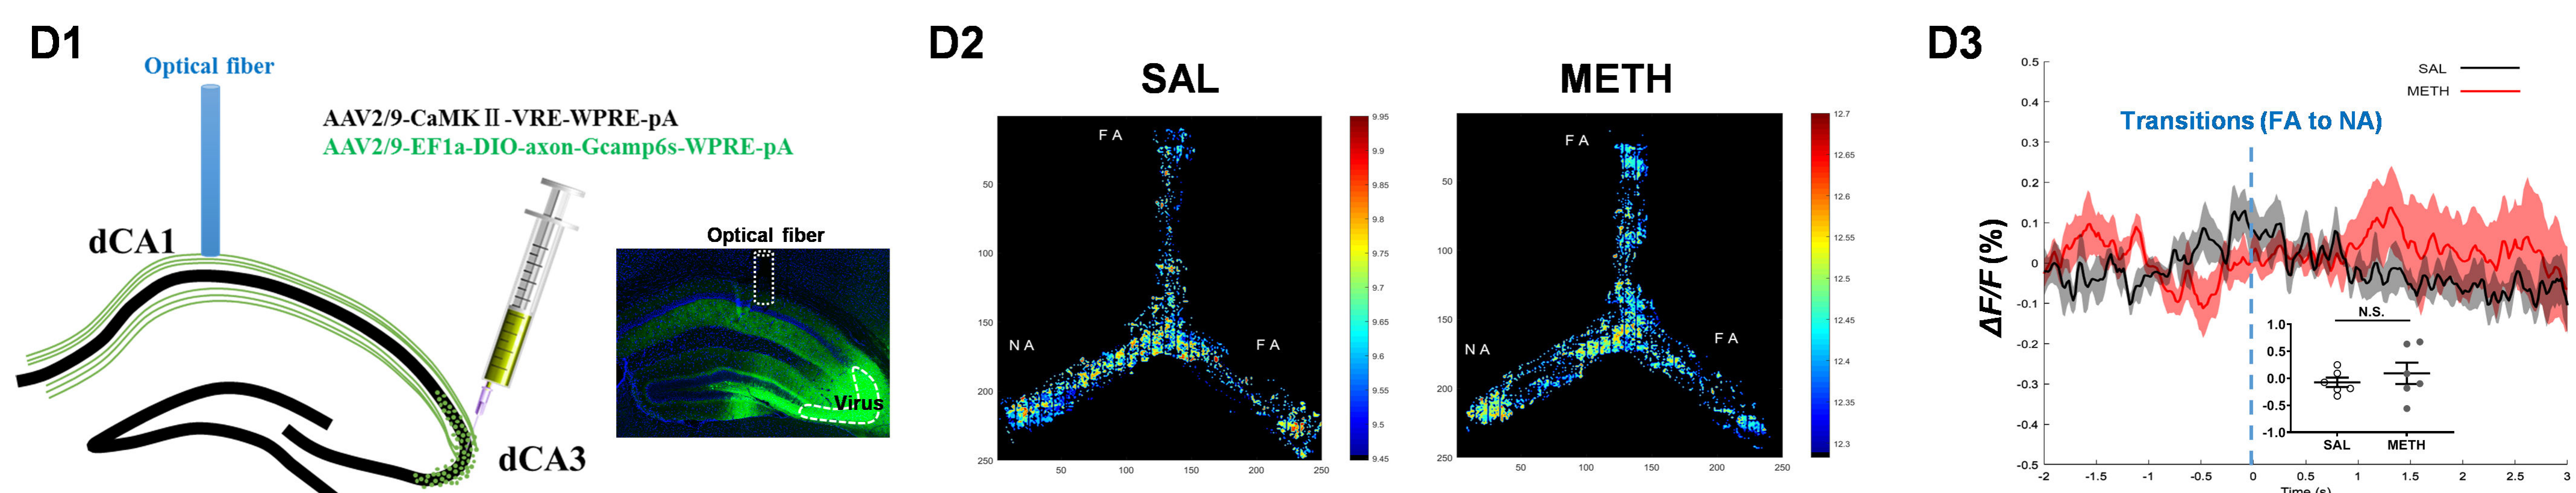 D1
Optical fiber
AAV2/9-CaMKⅡ-VRE-WPRE-pA
AAV2/9-EF1a-DIO-axon-Gcamp6s-WPRE-pA
dCA1
dCA3
Optical fiber
Virus
D2
SAL
FA
NA
FA
50
100
150
200
250
50
100
150
200
250
9.95
9.9
9.85
9.8
9.75
9.7
9.65
9.6
9.55
9.5
9.45
METH
FA
NA
FA
50
100
150
200
250
50
100
150
200
250
12.7
12.65
12.6
12.55
12.5
12.45
12.4
12.35
12.3
D3
SAL
METH
Transitions (FA to NA)
ΔF/F (%)
0.5
0.4
0.3
0.2
0.1
0
-0.1
-0.2
-0.3
-0.4
-0.5
-2
-1.5
-1
-0.5
0
0.5
1
1.5
2
2.5
3
Time (s)
N.S.
1.0
0.5
0.0
-0.5
-1.0
SAL
METH